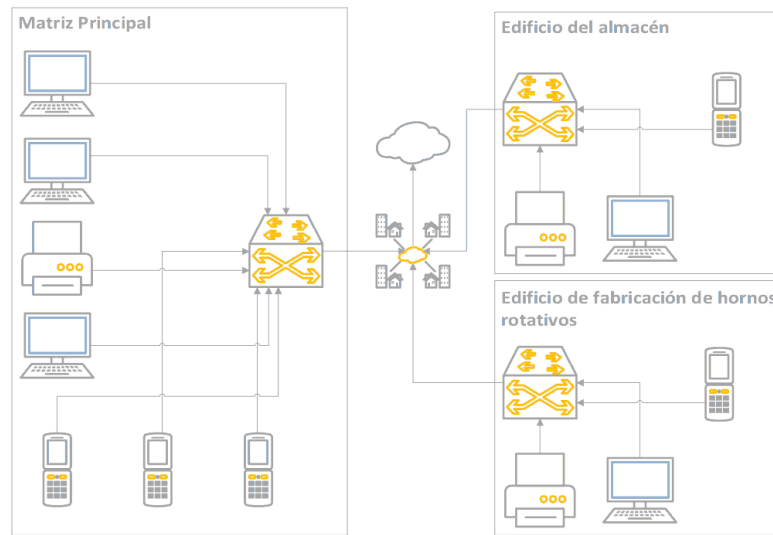 Matriz Principal
Edificio del almacén
Edificio de fabricación de hornos
rotativos